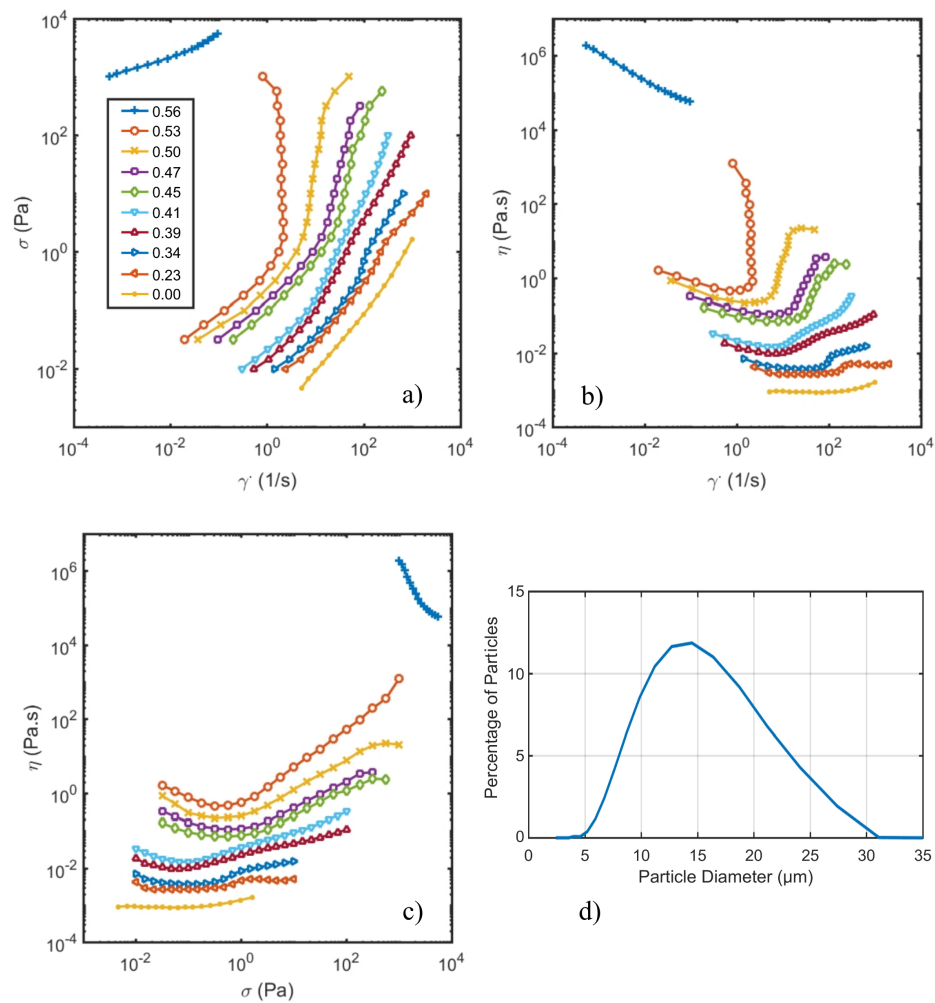 10^4
10^2
10^0
10^-2
σ (Pa)
0.56
0.53
0.50
0.47
0.45
0.41
0.39
0.34
0.23
0.00
a)
10^-4 10^-2 10^0 10^2 10^4
γ˙ (1/s)
10^6
10^4
10^2
10^0
10^-2
10^-4
η (Pa.s)
b)
10^-4 10^-2 10^0 10^2 10^4
γ˙ (1/s)
10^6
10^4
10^2
10^0
10^-2
10^-4
η (Pa.s)
c)
10^-2 10^0 10^2 10^4
σ (Pa)
15
10
5
0
Percentage of Particles
0 5 10 15 20 25 30 35
Particle Diameter (μm)
d)